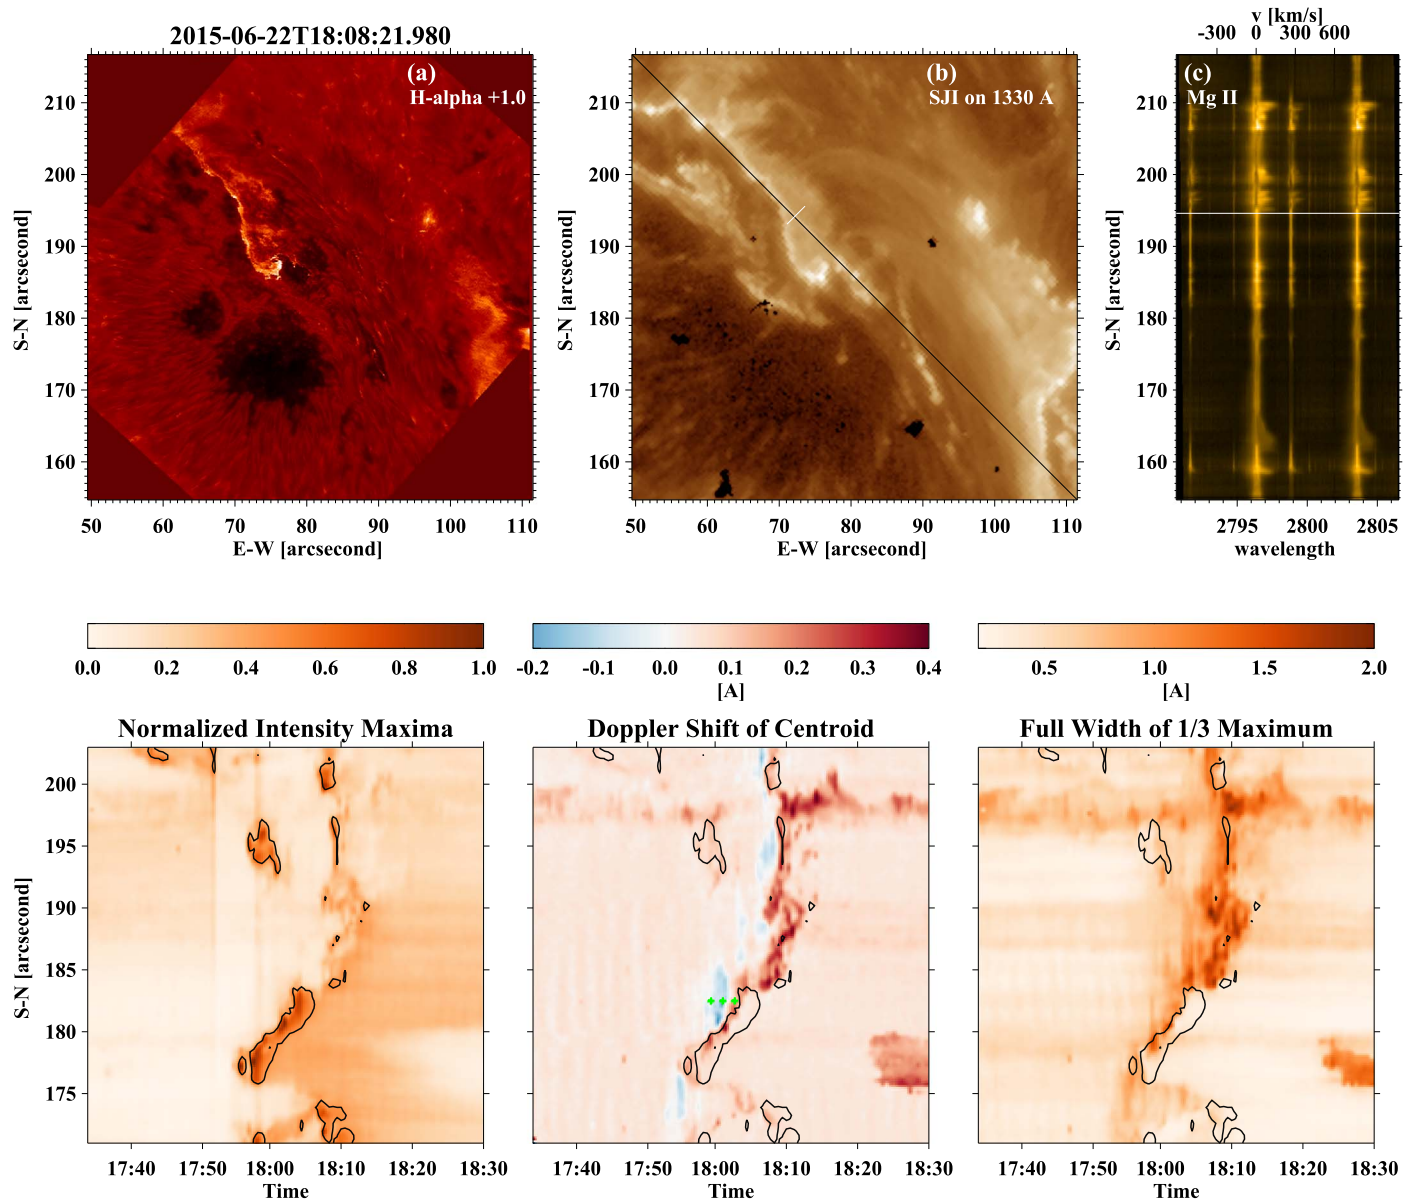 2015-06-22T18:08:21.980
v [km/s]
-300 0 300 600
(a)
H-alpha +1.0
(b)
SJI on 1330 A
(c)
Mg II
S-N [arcsecond]
210
200
190
180
170
160
50 60 70 80 90 100 110
E-W [arcsecond]
S-N [arcsecond]
210
200
190
180
170
160
50 60 70 80 90 100 110
E-W [arcsecond]
S-N [arcsecond]
210
200
190
180
170
160
2795 2800 2805
wavelength
0.0 0.2 0.4 0.6 0.8 1.0
-0.2 -0.1 0.0 0.1 0.2 0.3 0.4
[A]
0.5 1.0 1.5 2.0
[A]
Normalized Intensity Maxima
Doppler Shift of Centroid
Full Width of 1/3 Maximum
S-N [arcsecond]
200
195
190
185
180
175
17:40 17:50 18:00 18:10 18:20 18:30
Time
17:40 17:50 18:00 18:10 18:20 18:30
Time
17:40 17:50 18:00 18:10 18:20 18:30
Time